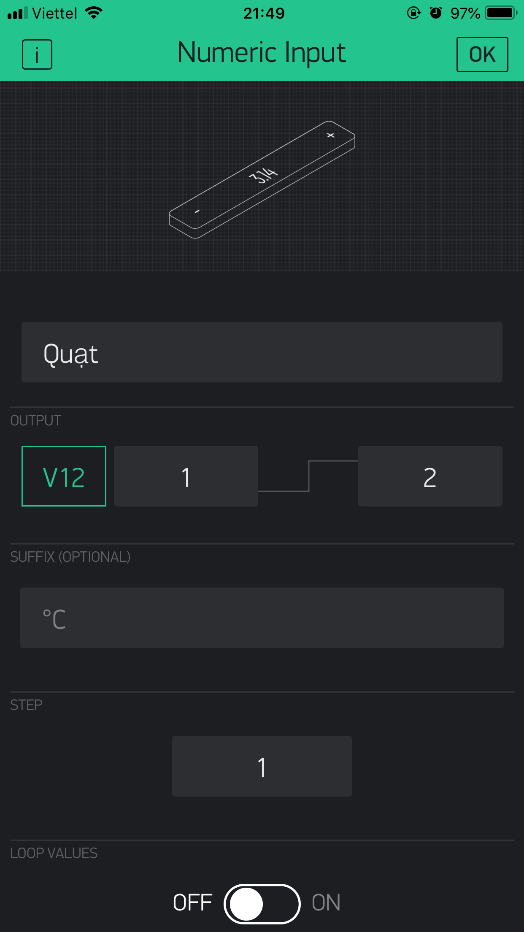 Viettel 21:49 97%
i Numeric Input OK
- 3.14 +
Quạt
OUTPUT
V12 1 2
SUFFIX (OPTIONAL)
°C
STEP
1
LOOP VALUES
OFF ON